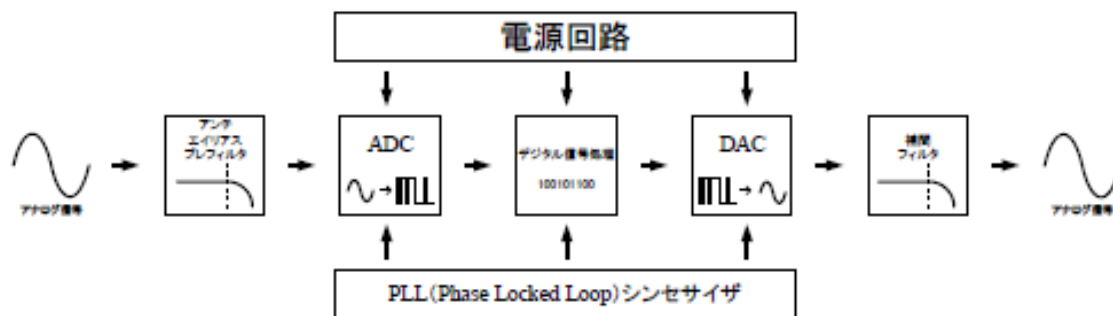 電源回路
アナログ信号
アンチ
エイリアス
プレフィルタ
ADC
デジタル信号処理
100101100
DAC
補間
フィルタ
アナログ信号
PLL(Phase Locked Loop)シンセサイザ